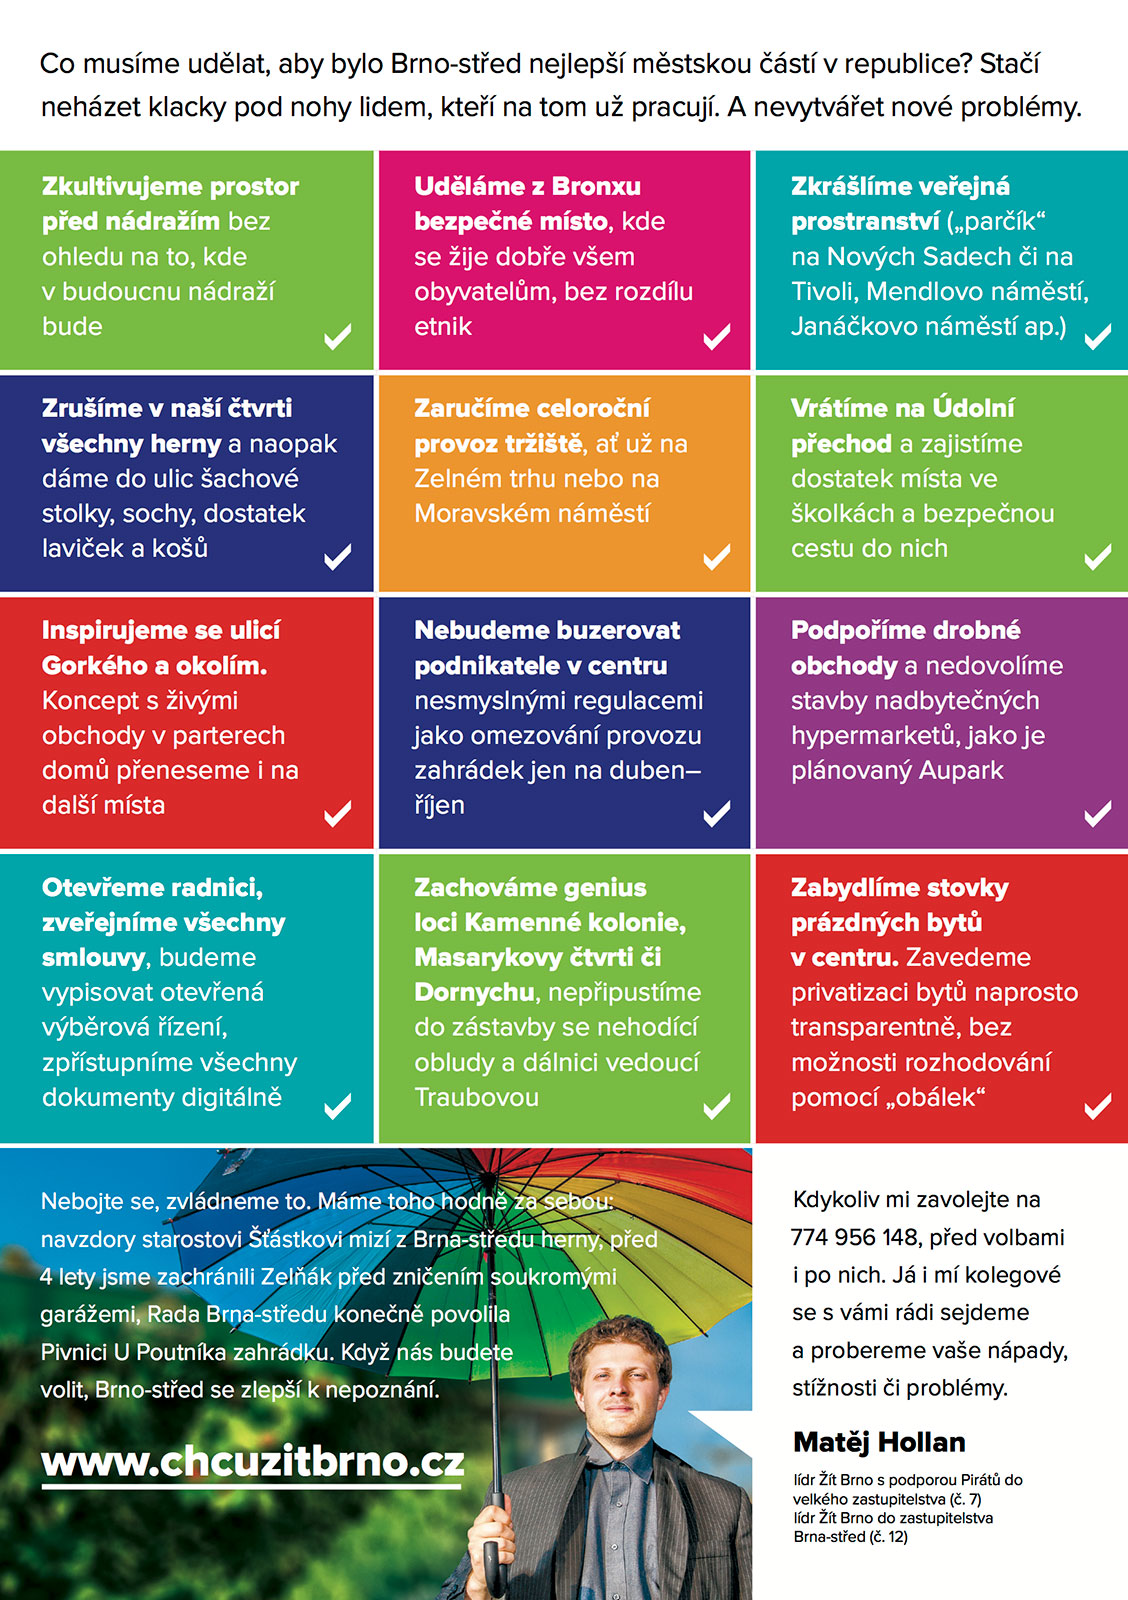 Co musíme udělat, aby bylo Brno-střed nejlepší městskou částí v republice? Stačí
neházet klacky pod nohy lidem, kteří na tom už pracují. A nevytvářet nové problémy.
Zkultivujeme prostor
před nádražím bez
ohledu na to, kde
v budoucnu nádraží
bude
Uděláme z Bronxu
bezpečné místo, kde
se žije dobře všem
obyvatelům, bez rozdílu
etnik
Zkrášlíme veřejná
prostranství („parčík“
na Nových Sadech či na
Tivoli, Mendlovo náměstí,
Janáčkovo náměstí ap.)
Zrušíme v naší čtvrti
všechny herny a naopak
dáme do ulic šachové
stolky, sochy, dostatek
laviček a košů
Zaručíme celoroční
provoz tržiště, ať už na
Zelném trhu nebo na
Moravském náměstí
Vrátíme na Údolní
přechod a zajistíme
dostatek místa ve
školkách a bezpečnou
cestu do nich
Inspirujeme se ulicí
Gorkého a okolím.
Koncept s živými
obchody v parterech
domů přeneseme i na
další místa
Nebudeme buzerovat
podnikatele v centru
nesmyslnými regulacemi
jako omezování provozu
zahrádek jen na duben–
říjen
Podpoříme drobné
obchody a nedovolíme
stavby nadbytečných
hypermarketů, jako je
plánovaný Aupark
Otevřeme radnici,
zveřejníme všechny
smlouvy, budeme
vypisovat otevřená
výběrová řízení,
zpřístupníme všechny
dokumenty digitálně
Zachováme genius
loci Kamenné kolonie,
Masarykovy čtvrti či
Dornychu, nepřipustíme
do zástavby se nehodící
obludy a dálnici vedoucí
Traubovou
Zabydlíme stovky
prázdných bytů
v centru. Zavedeme
privatizaci bytů naprosto
transparentně, bez
možnosti rozhodování
pomocí „obálek“
Nebojte se, zvládneme to. Máme toho hodně za sebou:
navzdory starostovi Šťástkovi mizí z Brna-středu herny, před
4 lety jsme zachránili Zelňák před zničením soukromými
garážemi, Rada Brna-středu konečně povolila
Pivnici U Poutníka zahrádku. Když nás budete
volit, Brno-střed se zlepší k nepoznání.
www.chcuzitbrno.cz
Kdykoliv mi zavolejte na
774 956 148, před volbami
i po nich. Já i mí kolegové
se s vámi rádi sejdeme
a probereme vaše nápady,
stížnosti či problémy.
Matěj Hollan
lídr Žít Brno s podporou Pirátů do
velkého zastupitelstva (č. 7)
lídr Žít Brno do zastupitelstva
Brna-střed (č. 12)